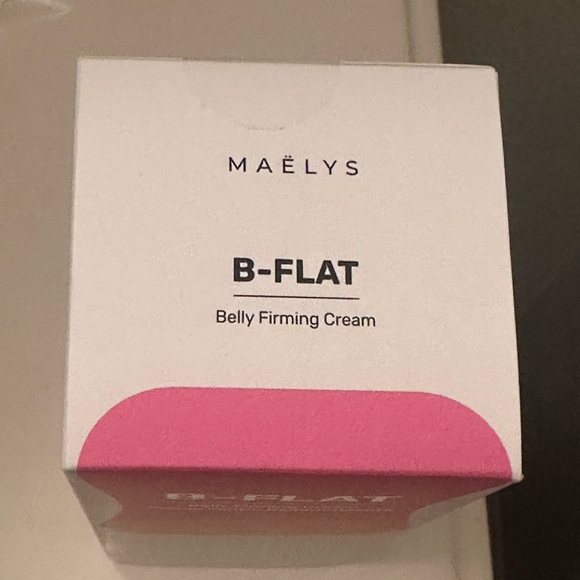 MAËLYS
B-FLAT
Belly Firming Cream
B-FLAT